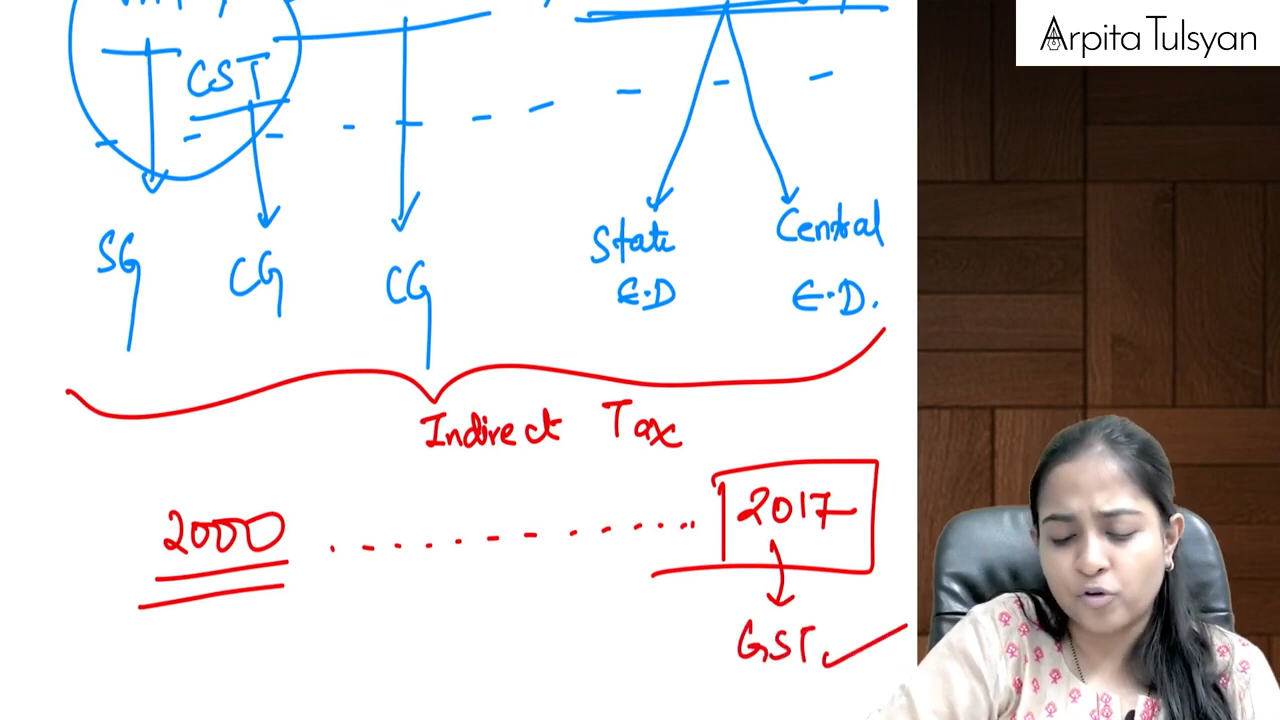 Arpita Tulsyan
CST
SG
CG
CG
State
E.D
Central
E.D.
Indirect Tax
2000 ........... 2017
GST